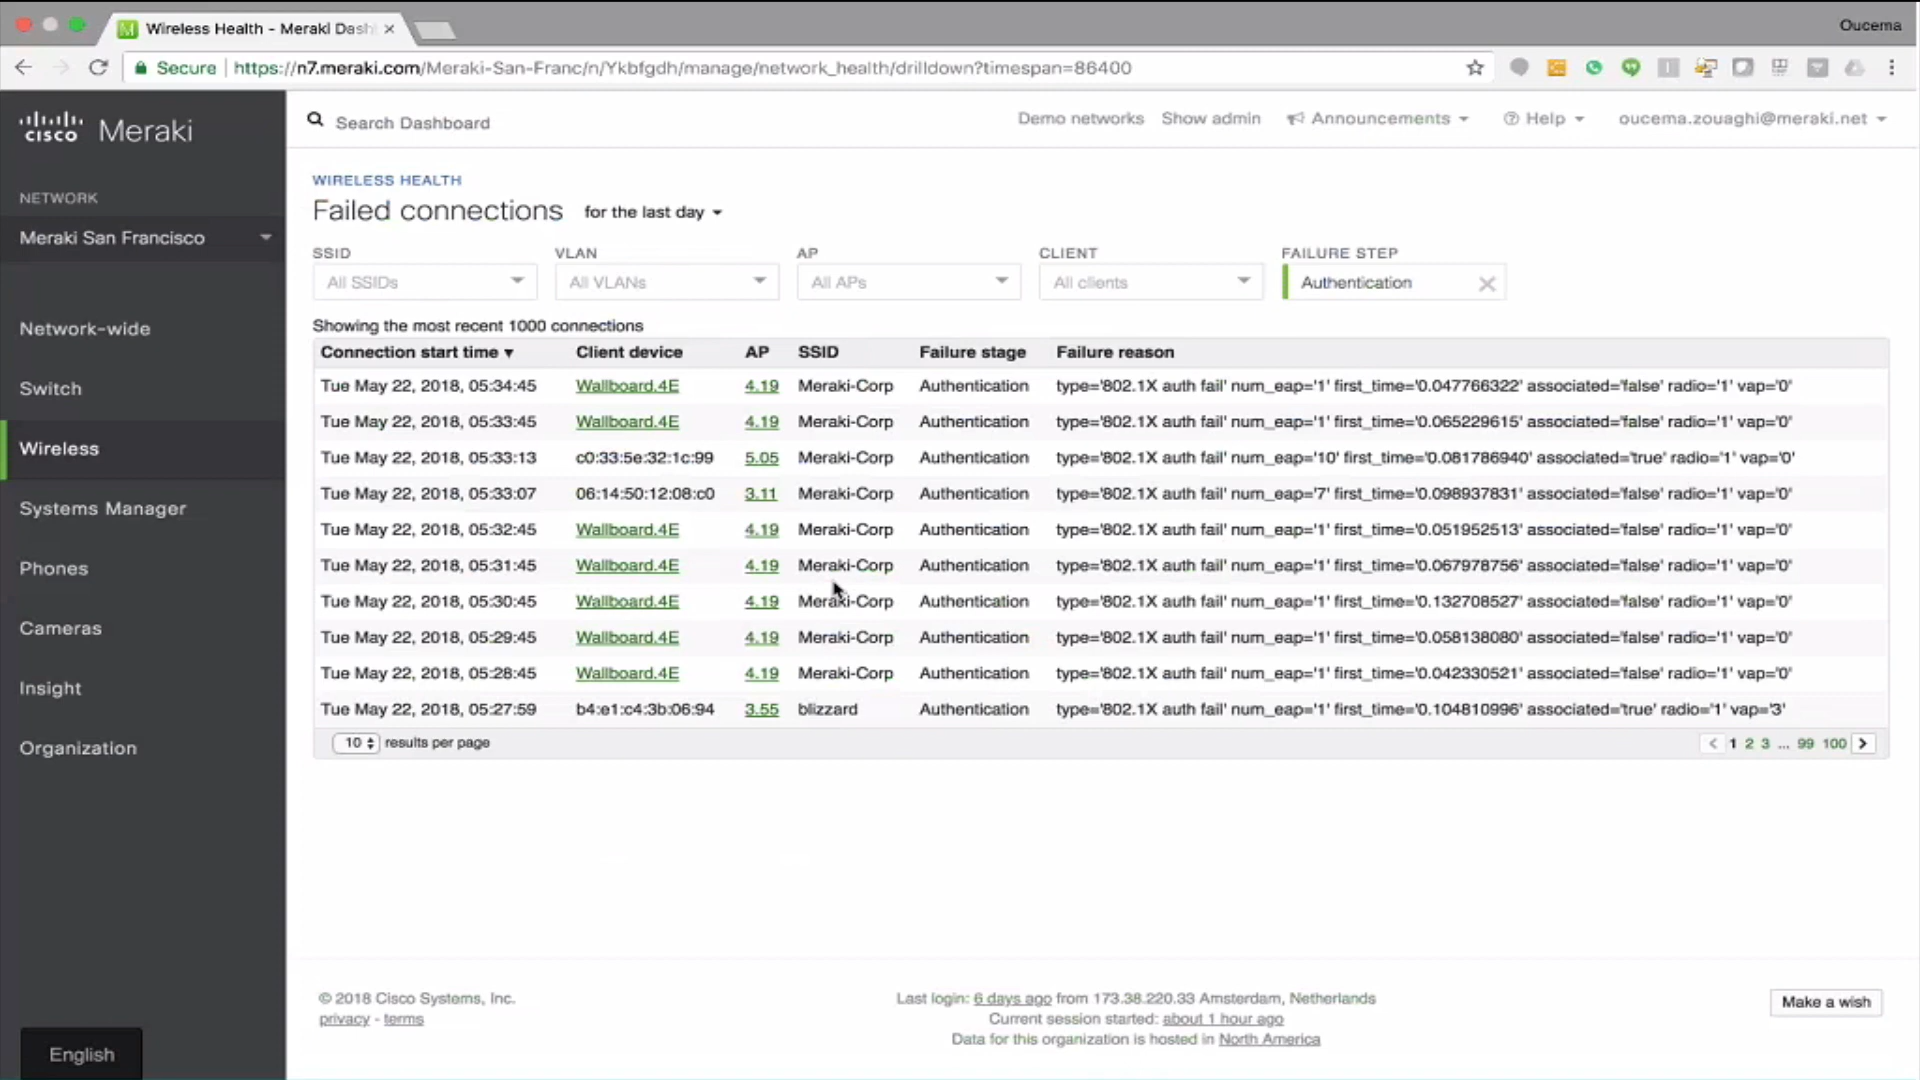 Wireless Health - Meraki Dash
Oucema
Secure https://n7.meraki.com/Meraki-San-Franc/n/Ykbfgdh/manage/network_health/drilldown?timespan=86400
cisco Meraki
Search Dashboard
Demo networks Show admin Announcements Help oucema.zouaghi@meraki.net
NETWORK
Meraki San Francisco
Network-wide
Switch
Wireless
Systems Manager
Phones
Cameras
Insight
Organization
English
WIRELESS HEALTH
Failed connections for the last day
SSID VLAN AP CLIENT FAILURE STEP
All SSIDs All VLANs All APs All clients Authentication
Showing the most recent 1000 connections
Connection start time Client device AP SSID Failure stage Failure reason
Tue May 22, 2018, 05:34:45 Wallboard.4E 4.19 Meraki-Corp Authentication type='802.1X auth fail' num_eap='1' first_time='0.047766322' associated='false' radio='1' vap='0'
Tue May 22, 2018, 05:33:45 Wallboard.4E 4.19 Meraki-Corp Authentication type='802.1X auth fail' num_eap='1' first_time='0.065229615' associated='false' radio='1' vap='0'
Tue May 22, 2018, 05:33:13 c0:33:5e:32:1c:99 5.05 Meraki-Corp Authentication type='802.1X auth fail' num_eap='10' first_time='0.081786940' associated='true' radio='1' vap='0'
Tue May 22, 2018, 05:33:07 06:14:50:12:08:c0 3.11 Meraki-Corp Authentication type='802.1X auth fail' num_eap='7' first_time='0.098937831' associated='false' radio='1' vap='0'
Tue May 22, 2018, 05:32:45 Wallboard.4E 4.19 Meraki-Corp Authentication type='802.1X auth fail' num_eap='1' first_time='0.051952513' associated='false' radio='1' vap='0'
Tue May 22, 2018, 05:31:45 Wallboard.4E 4.19 Meraki-Corp Authentication type='802.1X auth fail' num_eap='1' first_time='0.067978756' associated='false' radio='1' vap='0'
Tue May 22, 2018, 05:30:45 Wallboard.4E 4.19 Meraki-Corp Authentication type='802.1X auth fail' num_eap='1' first_time='0.132708527' associated='false' radio='1' vap='0'
Tue May 22, 2018, 05:29:45 Wallboard.4E 4.19 Meraki-Corp Authentication type='802.1X auth fail' num_eap='1' first_time='0.058138080' associated='false' radio='1' vap='0'
Tue May 22, 2018, 05:28:45 Wallboard.4E 4.19 Meraki-Corp Authentication type='802.1X auth fail' num_eap='1' first_time='0.042330521' associated='false' radio='1' vap='0'
Tue May 22, 2018, 05:27:59 b4:e1:c4:3b:06:94 3.55 blizzard Authentication type='802.1X auth fail' num_eap='1' first_time='0.104810996' associated='true' radio='1' vap='3'
10 results per page
1 2 3 ... 99 100
© 2018 Cisco Systems, Inc.
privacy - terms
Last login: 6 days ago from 173.38.220.33 Amsterdam, Netherlands
Current session started: about 1 hour ago
Data for this organization is hosted in North America
Make a wish